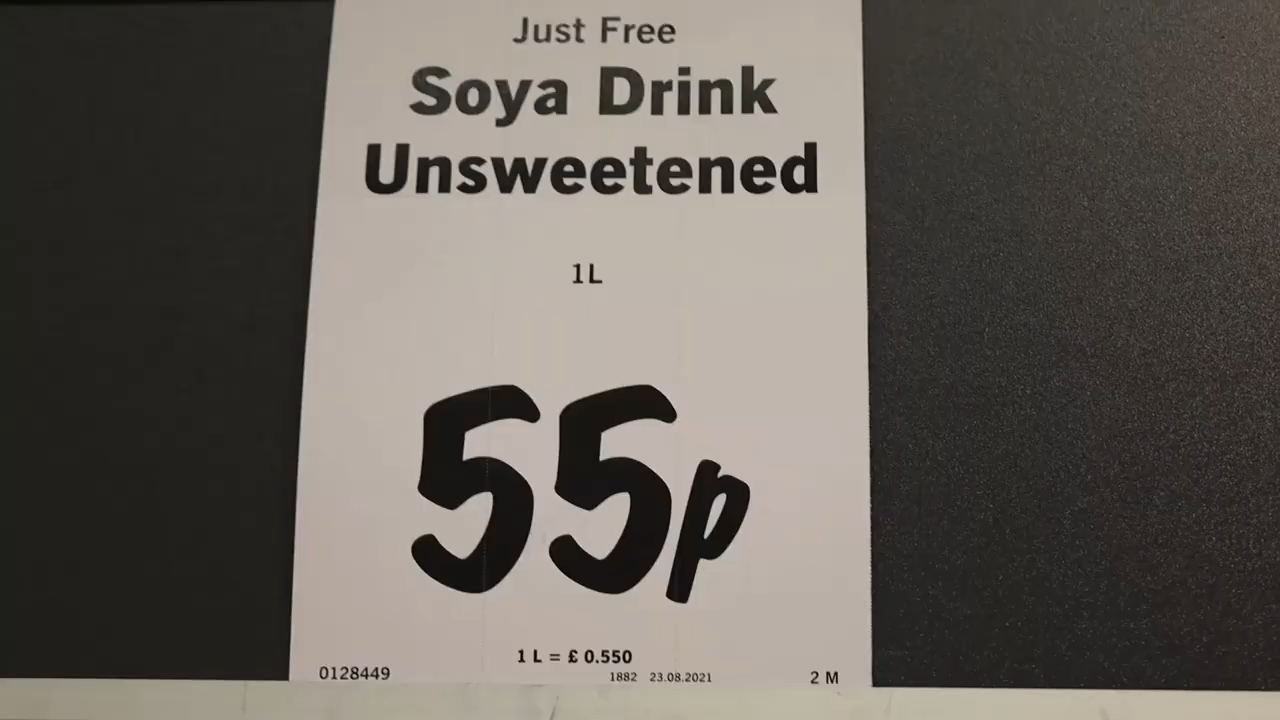 Just Free
Soya Drink
Unsweetened
1L
55p
1 L = £ 0.550
0128449 1882 23.08.2021 2 M